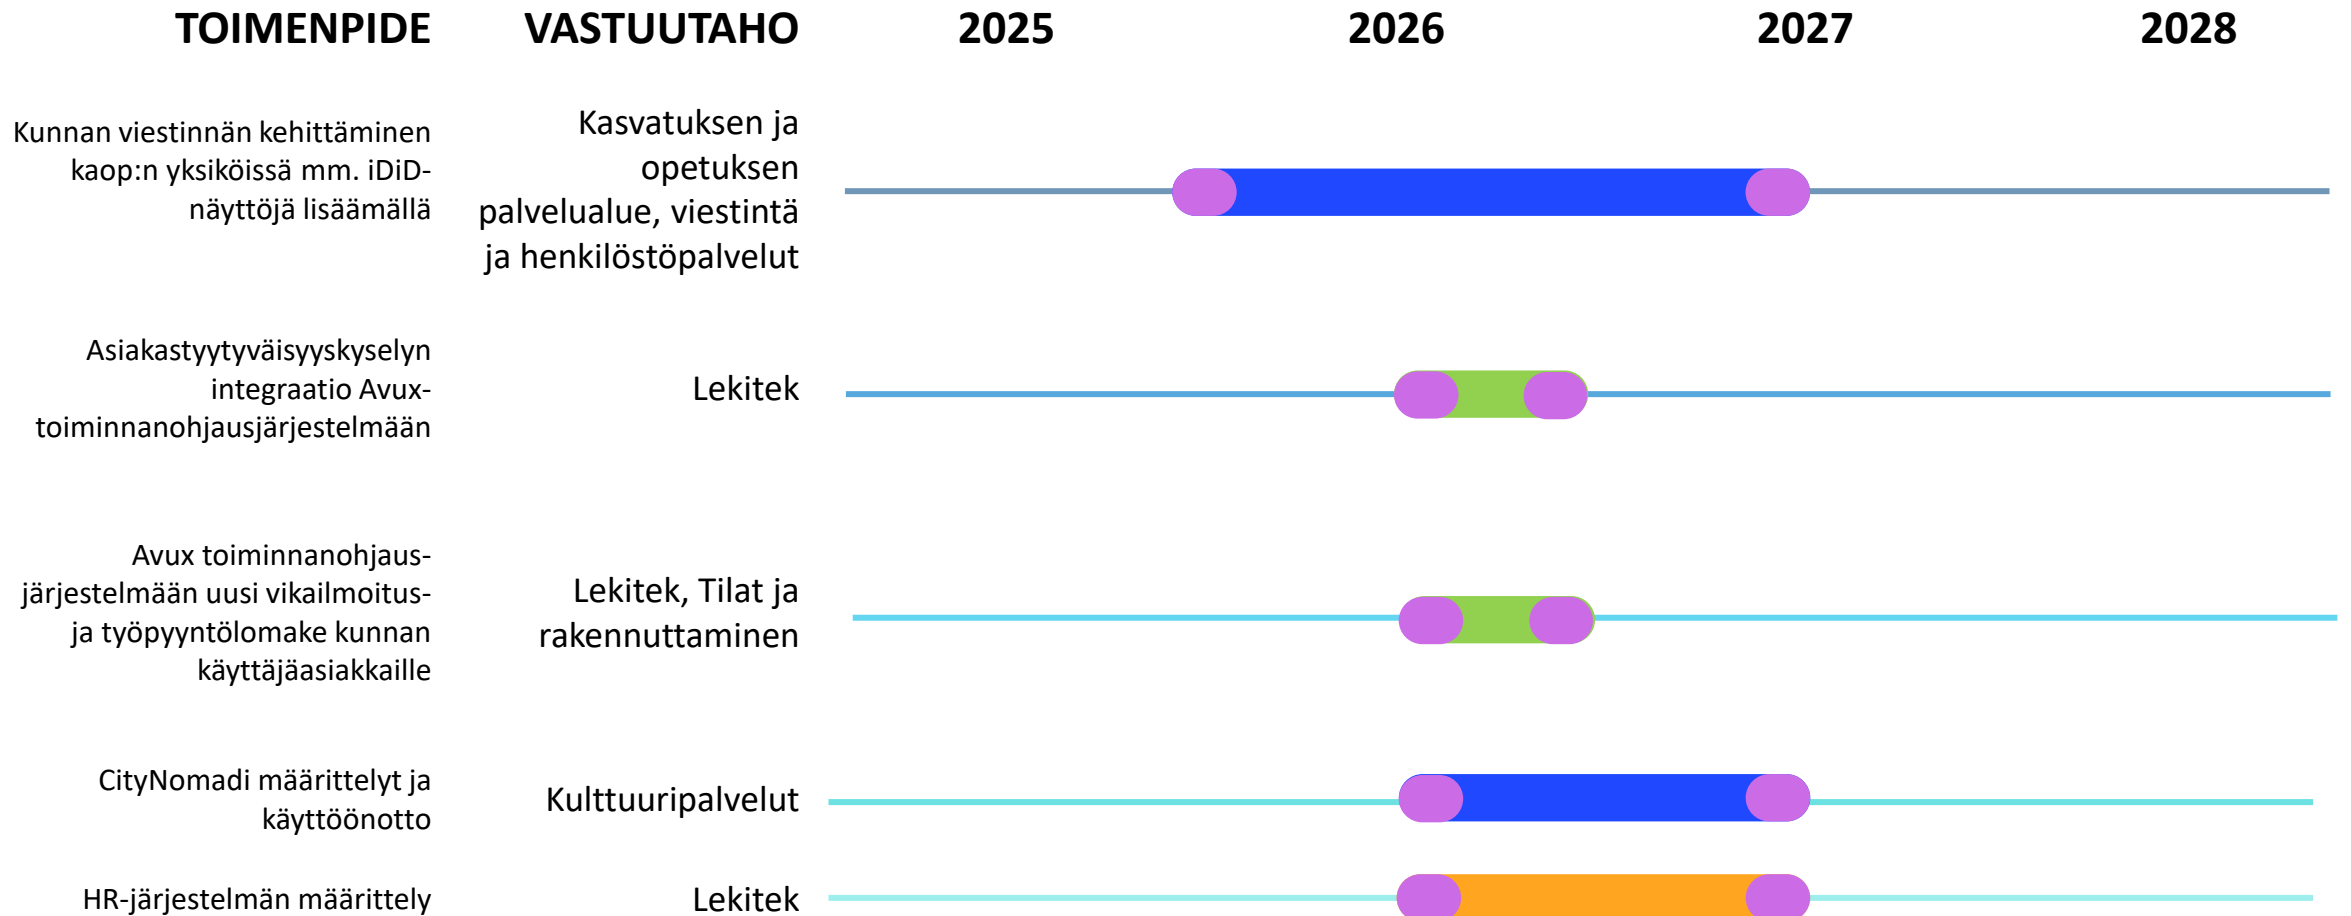 TOIMENPIDE VASTUUTAHO 2025 2026 2027 2028
Kunnan viestinnän kehittäminen
kaop:n yksiköissä mm. iDiD-
näyttöjä lisäämällä
Kasvatuksen ja
opetuksen
palvelualue, viestintä
ja henkilöstöpalvelut
Asiakastyytyväisyyskyselyn
integraatio Avux-
toiminnanohjausjärjestelmään
Lekitek
Avux toiminnanohjaus-
järjestelmään uusi vikailmoitus-
ja työpyyntölomake kunnan
käyttäjäasiakkaille
Lekitek, Tilat ja
rakennuttaminen
CityNomadi määrittelyt ja
käyttöönotto
Kulttuuripalvelut
HR-järjestelmän määrittely
Lekitek